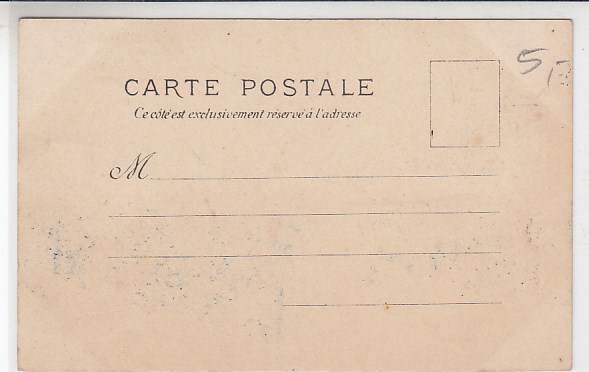 CARTE POSTALE
Ce côté est exclusivement réservé à l'adresse
M